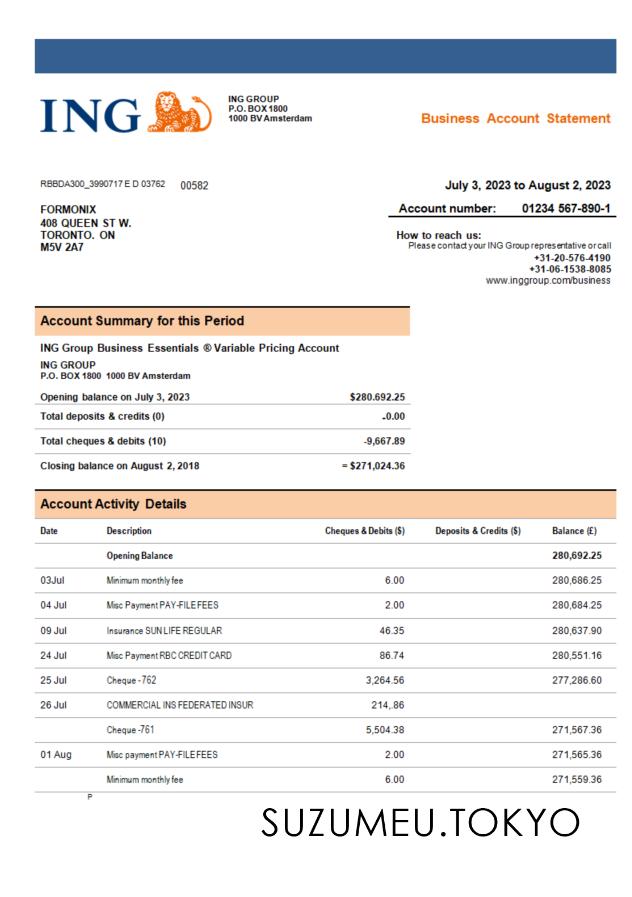 ING
ING GROUP
P.O. BOX 1800
1000 BV Amsterdam
Business Account Statement
RBBDA300_3990717 E D 03762 00582
July 3, 2023 to August 2, 2023
FORMONIX
408 QUEEN ST W.
TORONTO. ON
M5V 2A7
Account number: 01234 567-890-1
How to reach us:
Please contact your ING Group representative or call
+31-20-576-4190
+31-06-1538-8085
www.inggroup.com/business
Account Summary for this Period
ING Group Business Essentials ® Variable Pricing Account
ING GROUP
P.O. BOX 1800 1000 BV Amsterdam
Opening balance on July 3, 2023 $280.692.25
Total deposits & credits (0) -0.00
Total cheques & debits (10) -9,667.89
Closing balance on August 2, 2018 = $271,024.36
Account Activity Details
Date Description Cheques & Debits ($) Deposits & Credits ($) Balance (£)
Opening Balance 280,692.25
03Jul Minimum monthly fee 6.00 280,686.25
04 Jul Misc Payment PAY-FILE FEES 2.00 280,684.25
09 Jul Insurance SUN LIFE REGULAR 46.35 280,637.90
24 Jul Misc Payment RBC CREDIT CARD 86.74 280,551.16
25 Jul Cheque -762 3,264.56 277,286.60
26 Jul COMMERCIAL INS FEDERATED INSUR 214,.86
Cheque -761 5,504.38 271,567.36
01 Aug Misc payment PAY-FILE FEES 2.00 271,565.36
Minimum monthly fee 6.00 271,559.36
P
SUZUMEU.TOKYO